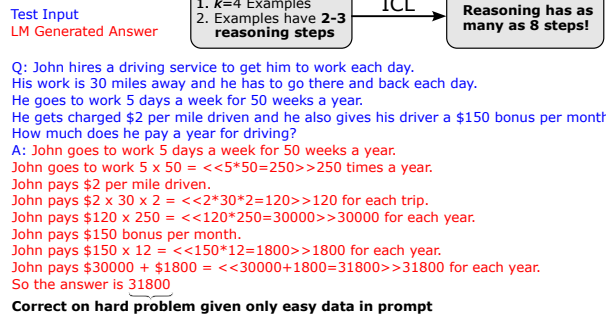 1. k=4 Examples
2. Examples have 2-3
reasoning steps
ICL
Reasoning has as
many as 8 steps!
Test Input
LM Generated Answer
Q: John hires a driving service to get him to work each day.
His work is 30 miles away and he has to go there and back each day.
He goes to work 5 days a week for 50 weeks a year.
He gets charged $2 per mile driven and he also gives his driver a $150 bonus per month
How much does he pay a year for driving?
A: John goes to work 5 days a week for 50 weeks a year.
John goes to work 5 x 50 = <<5*50=250>>250 times a year.
John pays $2 per mile driven.
John pays $2 x 30 x 2 = <<2*30*2=120>>120 for each trip.
John pays $120 x 250 = <<120*250=30000>>30000 for each year.
John pays $150 bonus per month.
John pays $150 x 12 = <<150*12=1800>>1800 for each year.
John pays $30000 + $1800 = <<30000+1800=31800>>31800 for each year.
So the answer is 31800
Correct on hard problem given only easy data in prompt